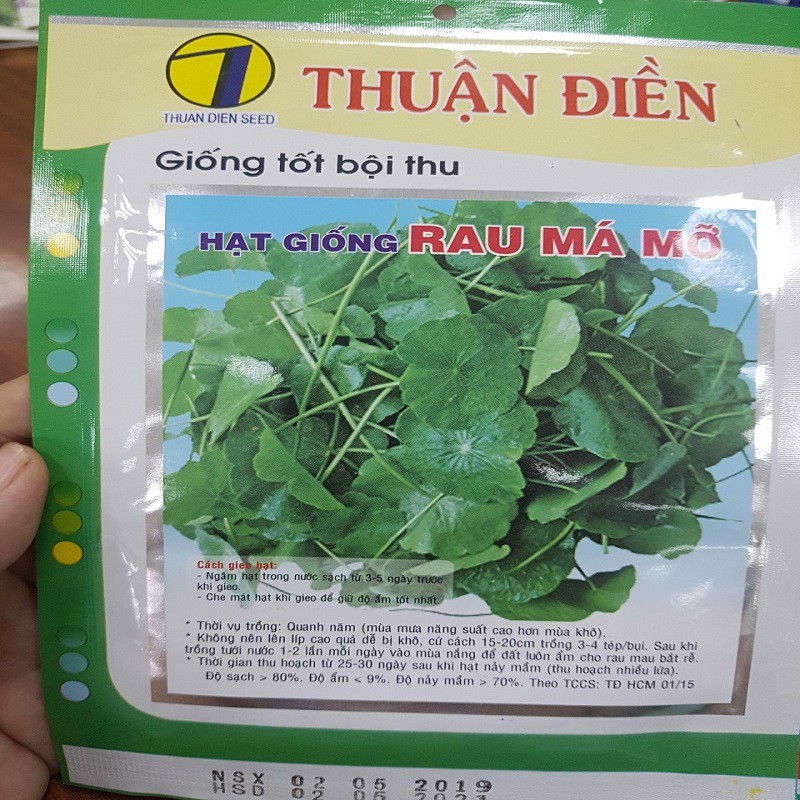 THUẬN ĐIỀN
THUAN DIEN SEED
Giống tốt bội thu
HẠT GIỐNG RAU MÁ MỠ
Cách gieo hạt:
- Ngâm hạt trong nước sạch từ 3-5 ngày trước
khi gieo.
- Che mát hạt khi gieo để giữ độ ẩm tốt nhất.
* Thời vụ trồng: Quanh năm (mùa mưa năng suất cao hơn mùa khô).
* Không nên lên líp cao quá dễ bị khô, cứ cách 15-20cm trồng 3-4 tép/bụi. Sau khi
trồng tưới nước 1-2 lần mỗi ngày vào mùa nắng để đất luôn ẩm cho rau mau bắt rễ.
* Thời gian thu hoạch từ 25-30 ngày sau khi hạt nảy mầm (thu hoạch nhiều lứa).
Độ sạch > 80%. Độ ẩm < 9%. Độ nảy mầm > 70%. Theo TCCS: TĐ HCM 01/15
NSX 02 05 2019
HSD 02 05 2021